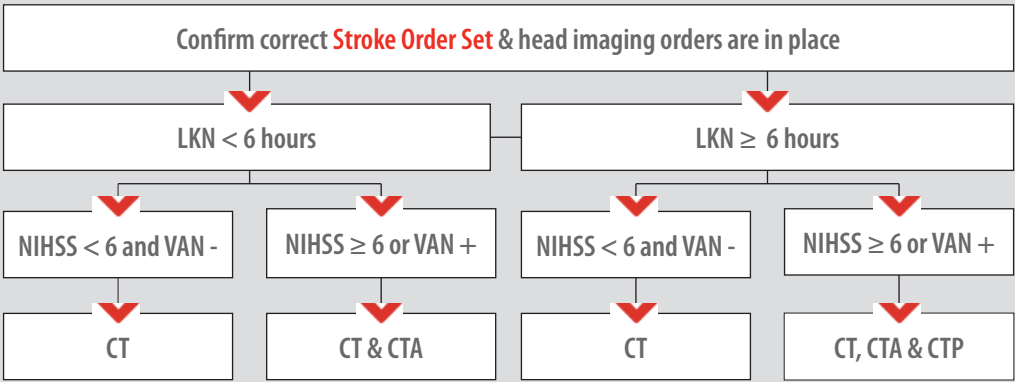 Confirm correct Stroke Order Set & head imaging orders are in place
LKN < 6 hours
LKN ≥ 6 hours
NIHSS < 6 and VAN -
NIHSS ≥ 6 or VAN +
NIHSS < 6 and VAN -
NIHSS ≥ 6 or VAN +
CT
CT & CTA
CT
CT, CTA & CTP